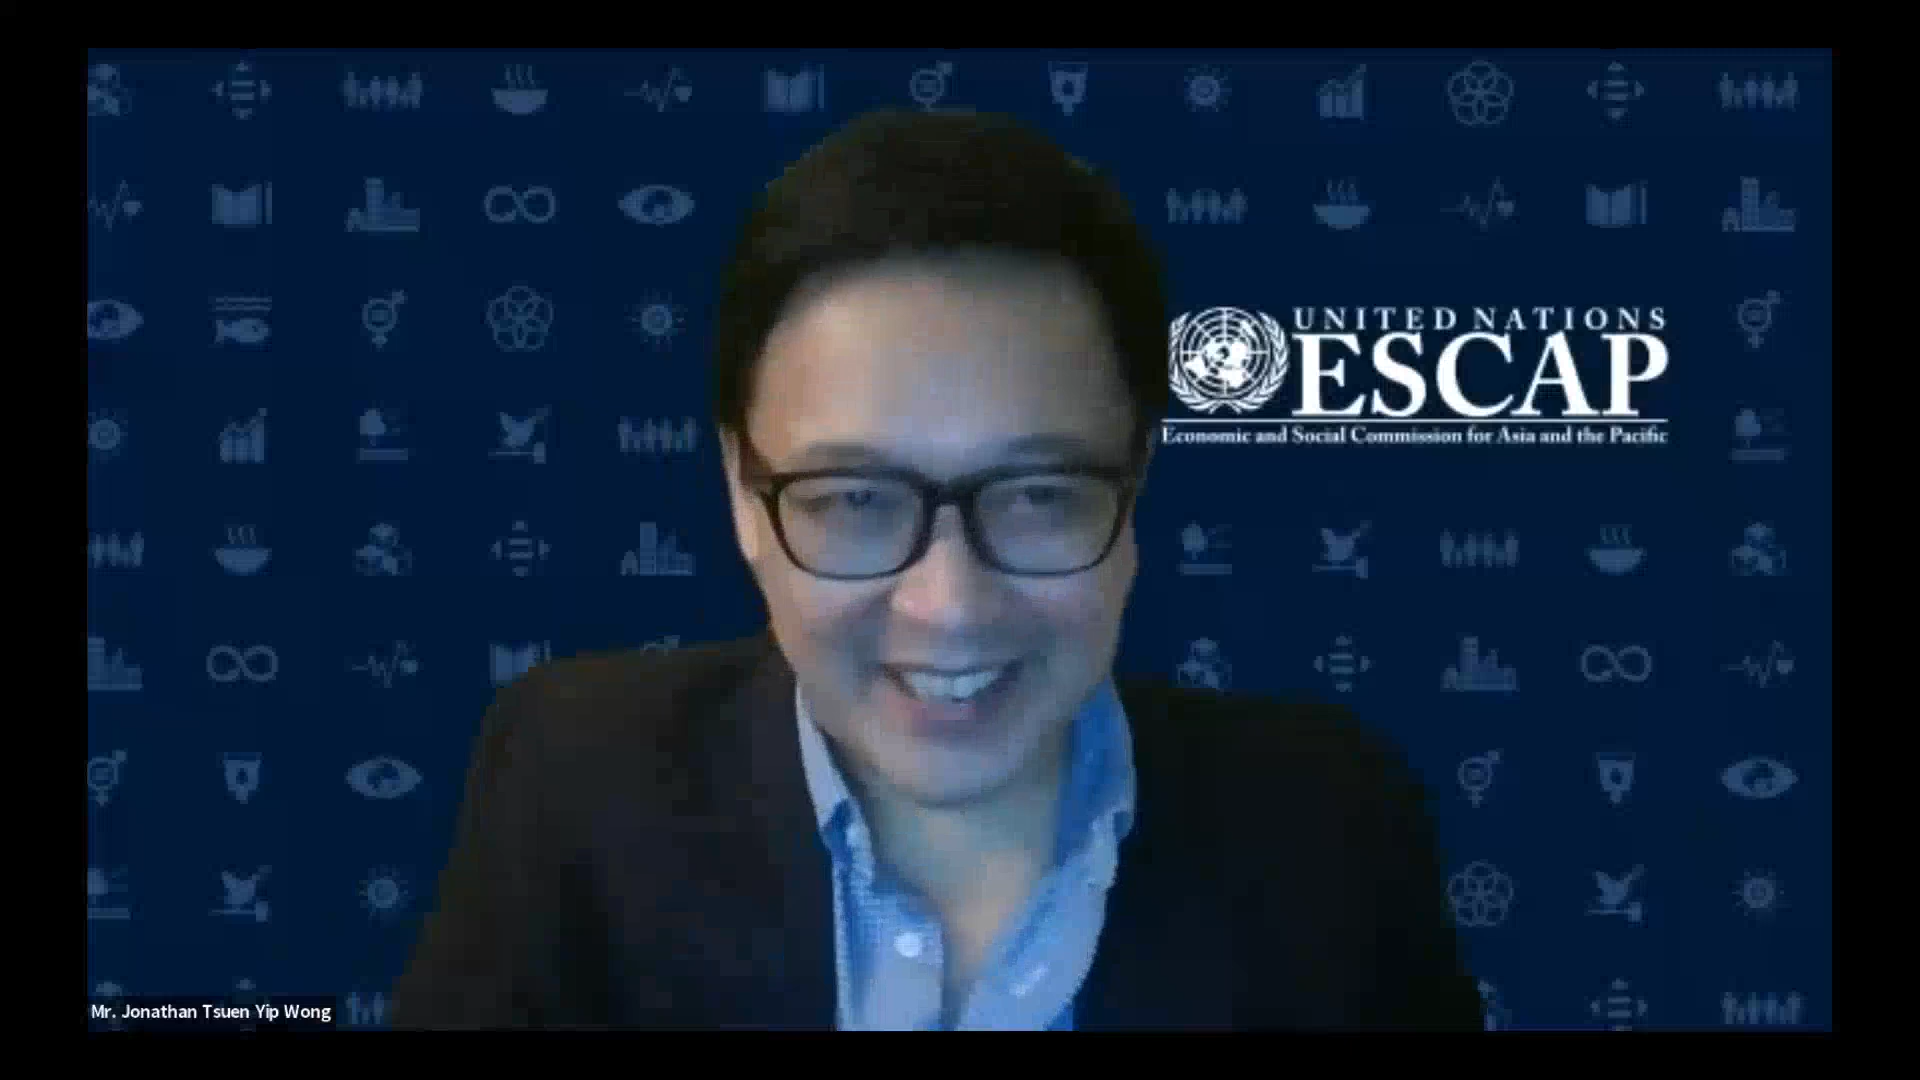 UNITED NATIONS
ESCAP
Economic and Social Commission for Asia and the Pacific
Mr. Jonathan Tsuen Yip Wong